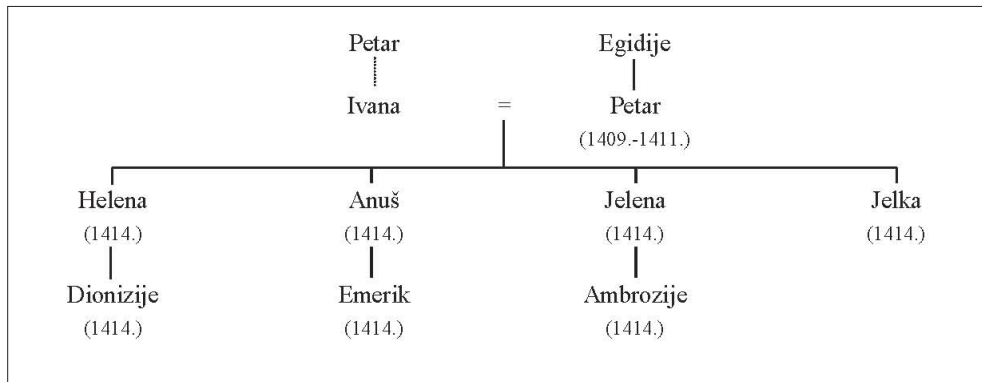 Petar Egidije
Ivana = Petar
(1409.-1411.)
Helena Anuš Jelena Jelka
(1414.) (1414.) (1414.) (1414.)
Dionizije Emerik Ambrozije
(1414.) (1414.) (1414.)